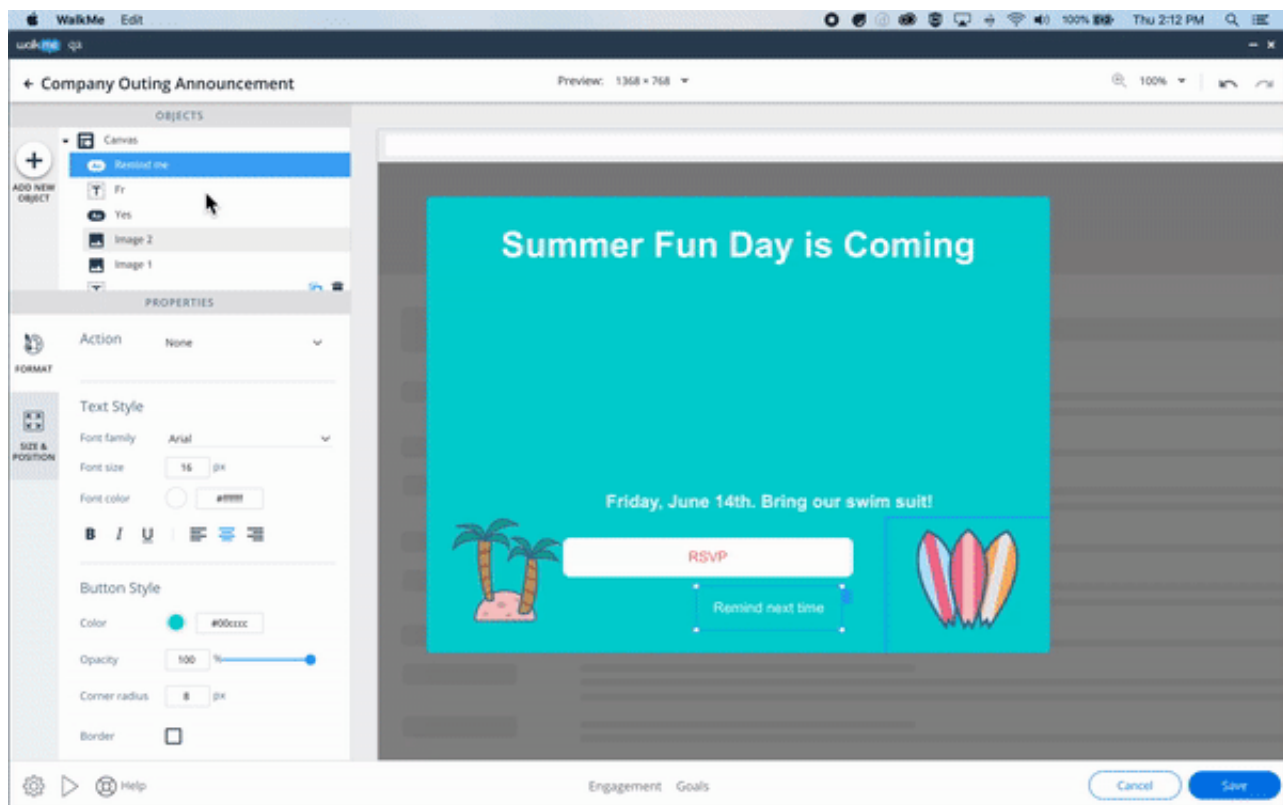 WalkMe Edit 100% Thu 2:12 PM
walkme qa
Company Outing Announcement Preview: 1368 × 768 100%
OBJECTS
Canvas
Remind me
ADD NEW OBJECT
Fr
Yes
Image 2
Image 1
PROPERTIES
Action None
FORMAT
Text Style
SIZE & POSITION
Font family Arial
Font size 16 px
Font color #ffffff
B I U
Button Style
Color #00cccc
Opacity 100 %
Corner radius 8 px
Border
Summer Fun Day is Coming
Friday, June 14th. Bring our swim suit!
RSVP
Remind next time
Help Engagement Goals Cancel Save